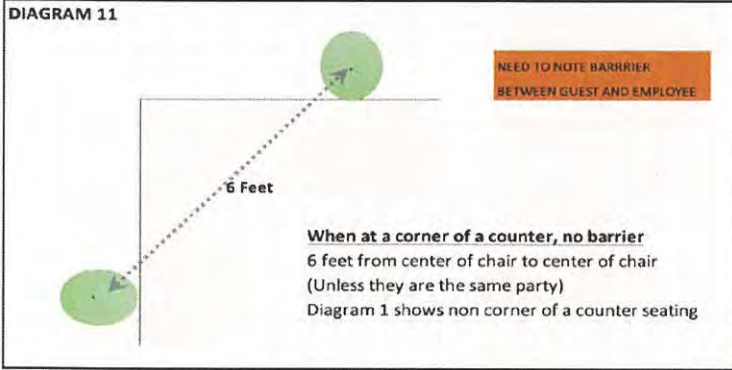 DIAGRAM 11
NEED TO NOTE BARRRIER
BETWEEN GUEST AND EMPLOYEE
6 Feet
When at a corner of a counter, no barrier
6 feet from center of chair to center of chair
(Unless they are the same party)
Diagram 1 shows non corner of a counter seating